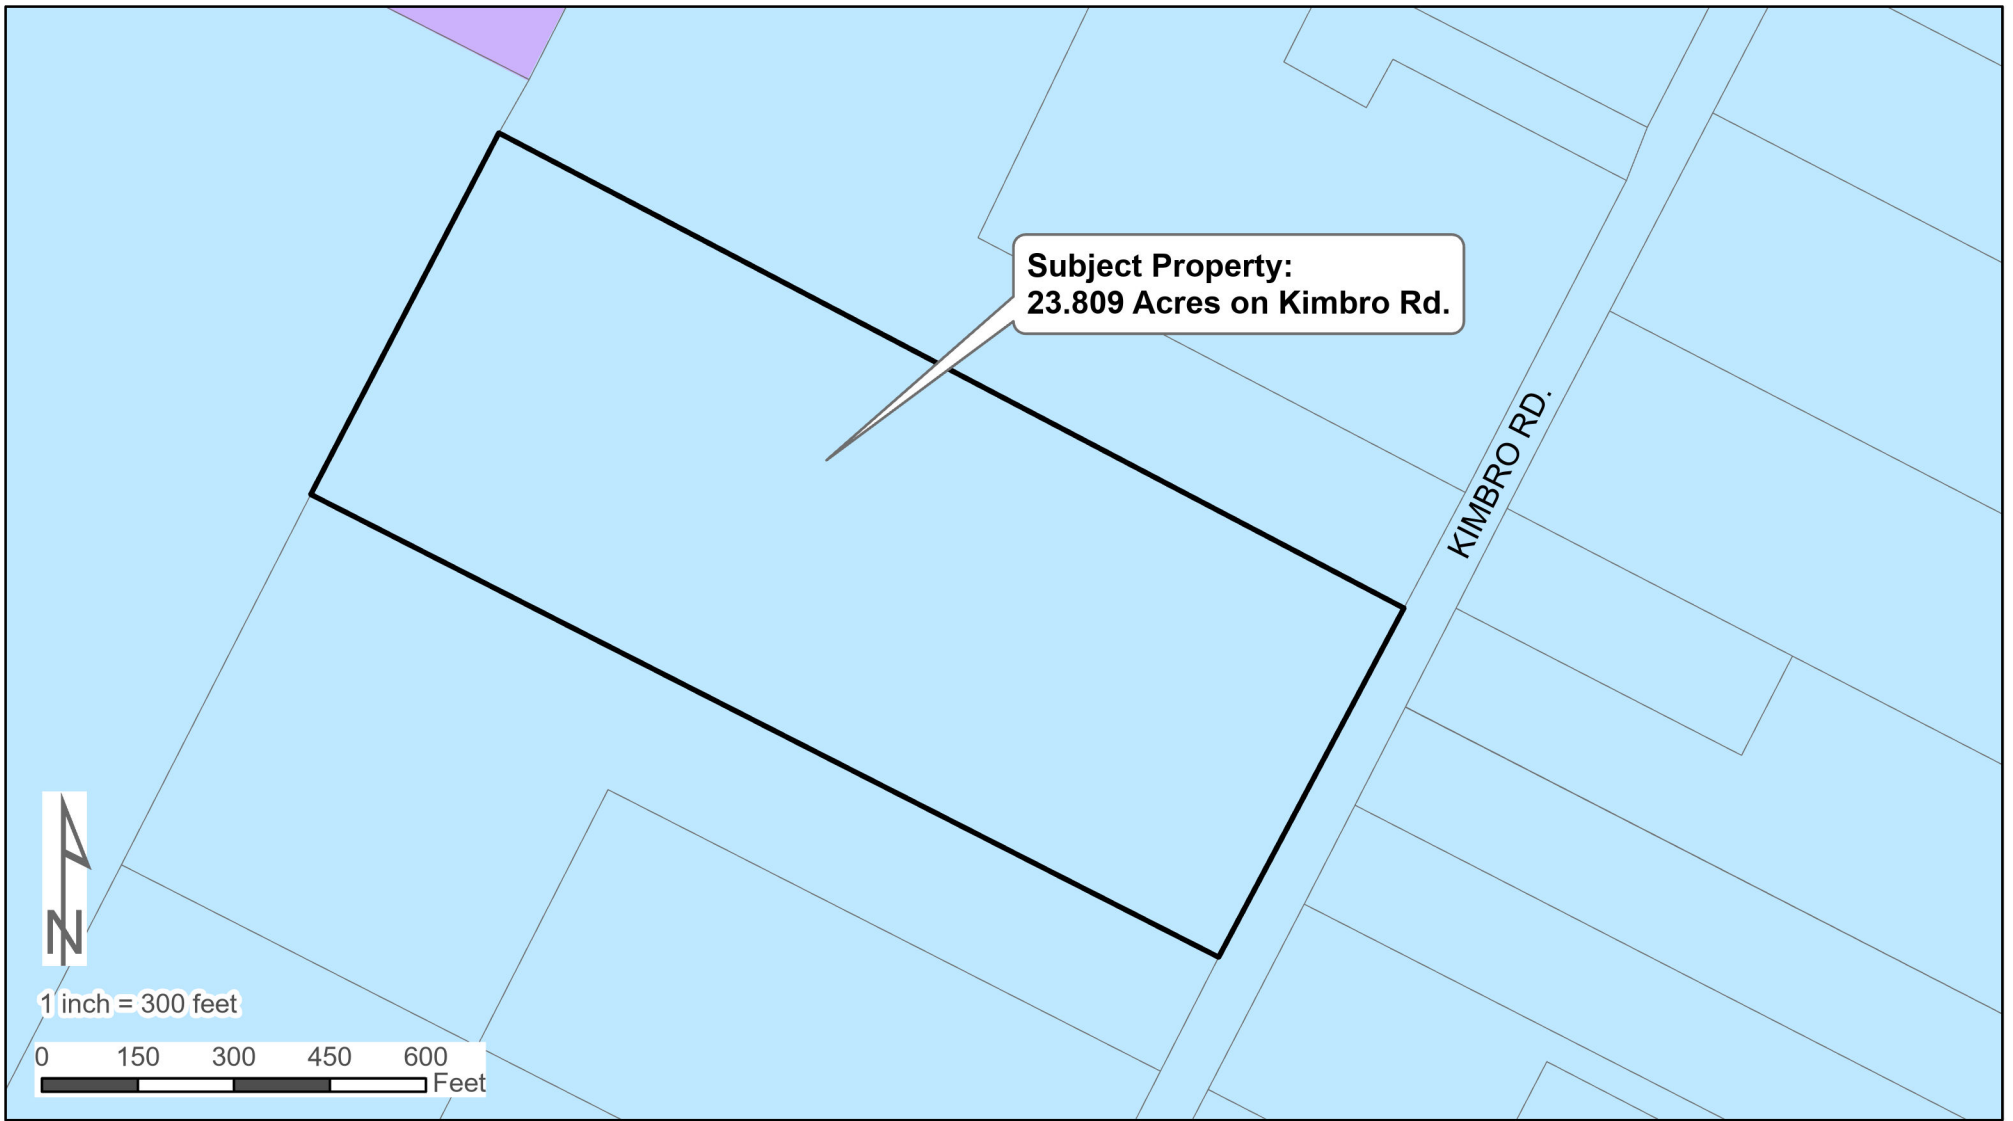 Subject Property:
23.809 Acres on Kimbro Rd.
KIMBRO RD.
N
1 inch = 300 feet
0 150 300 450 600
Feet